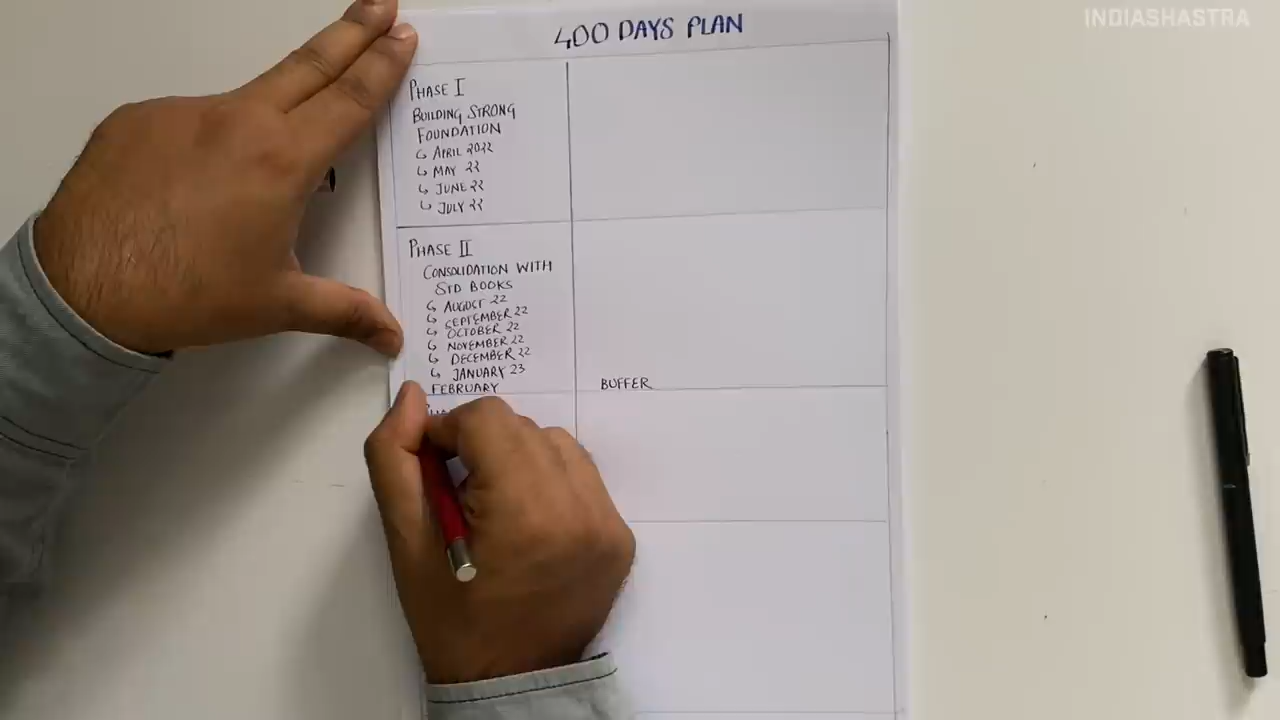 INDIASHASTRA
400 DAYS PLAN
PHASE I
BUILDING STRONG
FOUNDATION
↳ APRIL 2022
↳ MAY 22
↳ JUNE 22
↳ JULY 22
PHASE II
CONSOLIDATION WITH
STD BOOKS
↳ AUGUST 22
↳ SEPTEMBER 22
↳ OCTOBER 22
↳ NOVEMBER 22
↳ DECEMBER 22
↳ JANUARY 23
FEBRUARY BUFFER